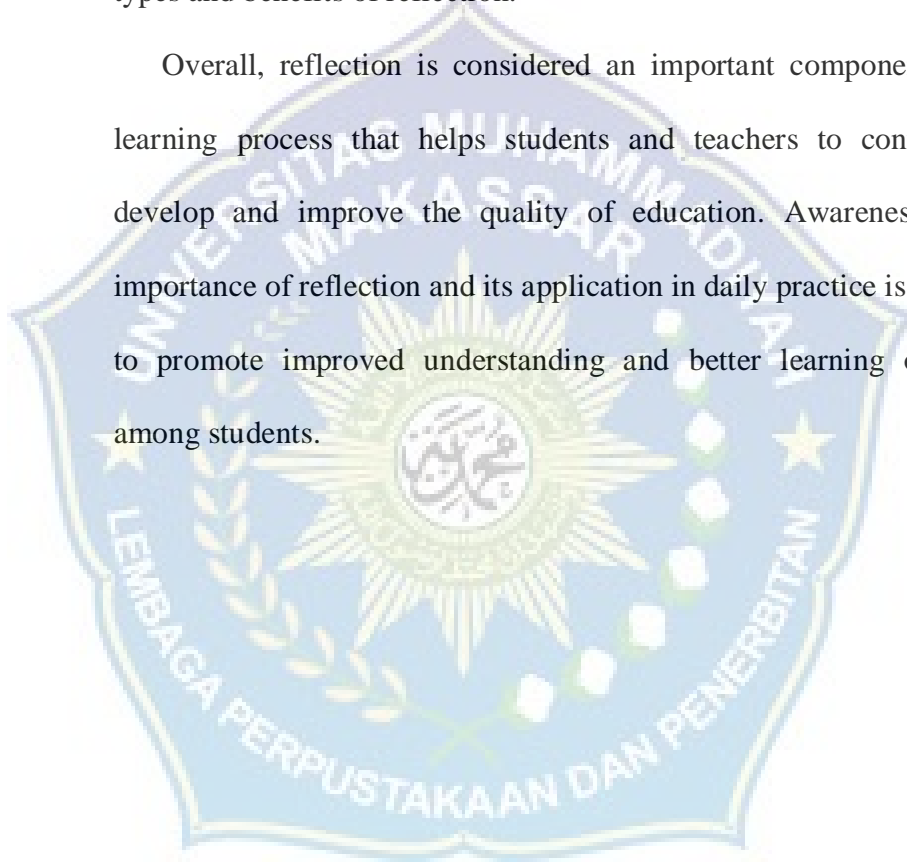 types and benefits of reflection.
Overall, reflection is considered an important compone
learning process that helps students and teachers to con
develop and improve the quality of education. Awarenes
importance of reflection and its application in daily practice is
to promote improved understanding and better learning
among students.
UNIVERSITAS MUHAMMADIYAH
MAKASSAR
LEMBAGA PERPUSTAKAAN DAN PENERBITAN